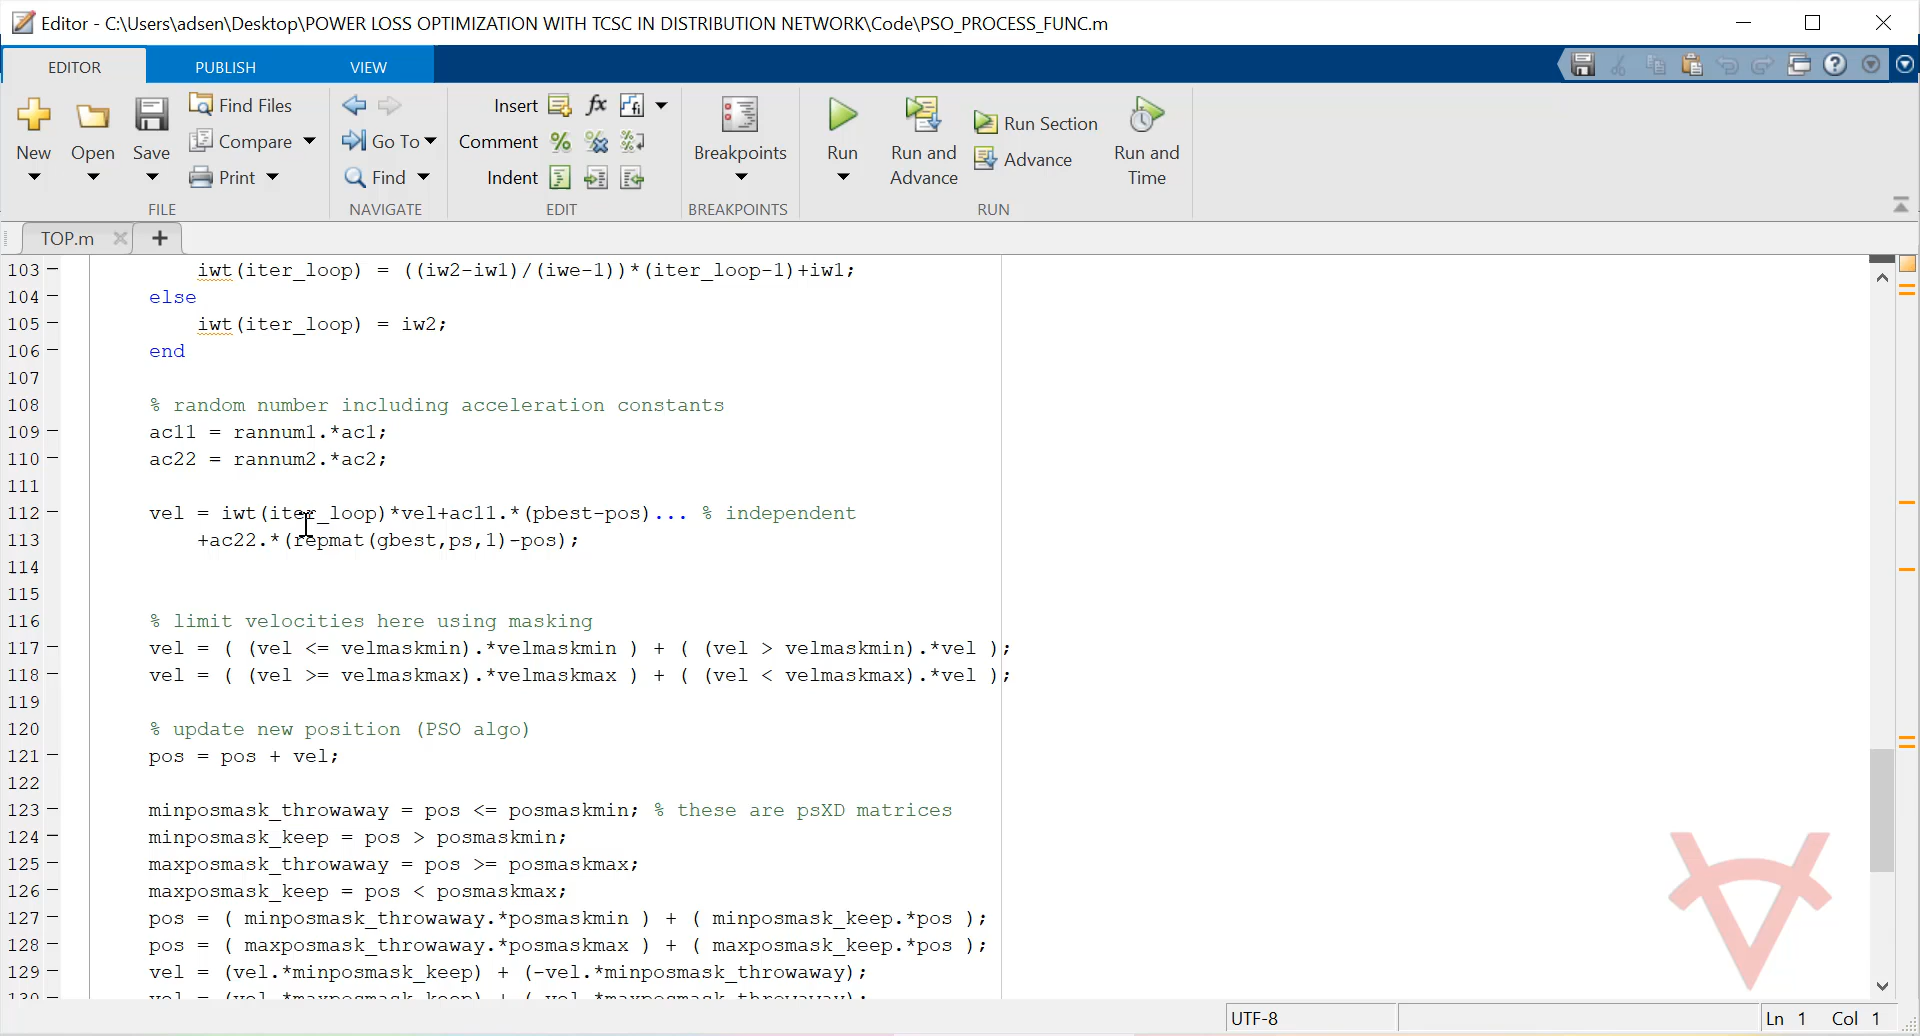 Editor - C:\Users\adsen\Desktop\POWER LOSS OPTIMIZATION WITH TCSC IN DISTRIBUTION NETWORK\Code\PSO_PROCESS_FUNC.m
EDITOR PUBLISH VIEW
New Open Save Find Files Compare Print FILE
Go To Find NAVIGATE
Insert fx Comment Indent EDIT
Breakpoints BREAKPOINTS
Run Run and Advance Run Section Advance Run and Time RUN
TOP.m
103 iwt(iter_loop) = ((iw2-iw1)/(iwe-1))*(iter_loop-1)+iw1;
104 else
105 iwt(iter_loop) = iw2;
106 end
107
108 % random number including acceleration constants
109 ac11 = rannum1.*ac1;
110 ac22 = rannum2.*ac2;
111
112 vel = iwt(iter_loop)*vel+ac11.*(pbest-pos)... % independent
113 +ac22.*(repmat(gbest,ps,1)-pos);
114
115
116 % limit velocities here using masking
117 vel = ( (vel <= velmaskmin).*velmaskmin ) + ( (vel > velmaskmin).*vel );
118 vel = ( (vel >= velmaskmax).*velmaskmax ) + ( (vel < velmaskmax).*vel );
119
120 % update new position (PSO algo)
121 pos = pos + vel;
122
123 minposmask_throwaway = pos <= posmaskmin; % these are psXD matrices
124 minposmask_keep = pos > posmaskmin;
125 maxposmask_throwaway = pos >= posmaskmax;
126 maxposmask_keep = pos < posmaskmax;
127 pos = ( minposmask_throwaway.*posmaskmin ) + ( minposmask_keep.*pos );
128 pos = ( maxposmask_throwaway.*posmaskmax ) + ( maxposmask_keep.*pos );
129 vel = (vel.*minposmask_keep) + (-vel.*minposmask_throwaway);
130 vel = (vel.*maxposmask_keep) + (-vel.*maxposmask_throwaway);
UTF-8 Ln 1 Col 1